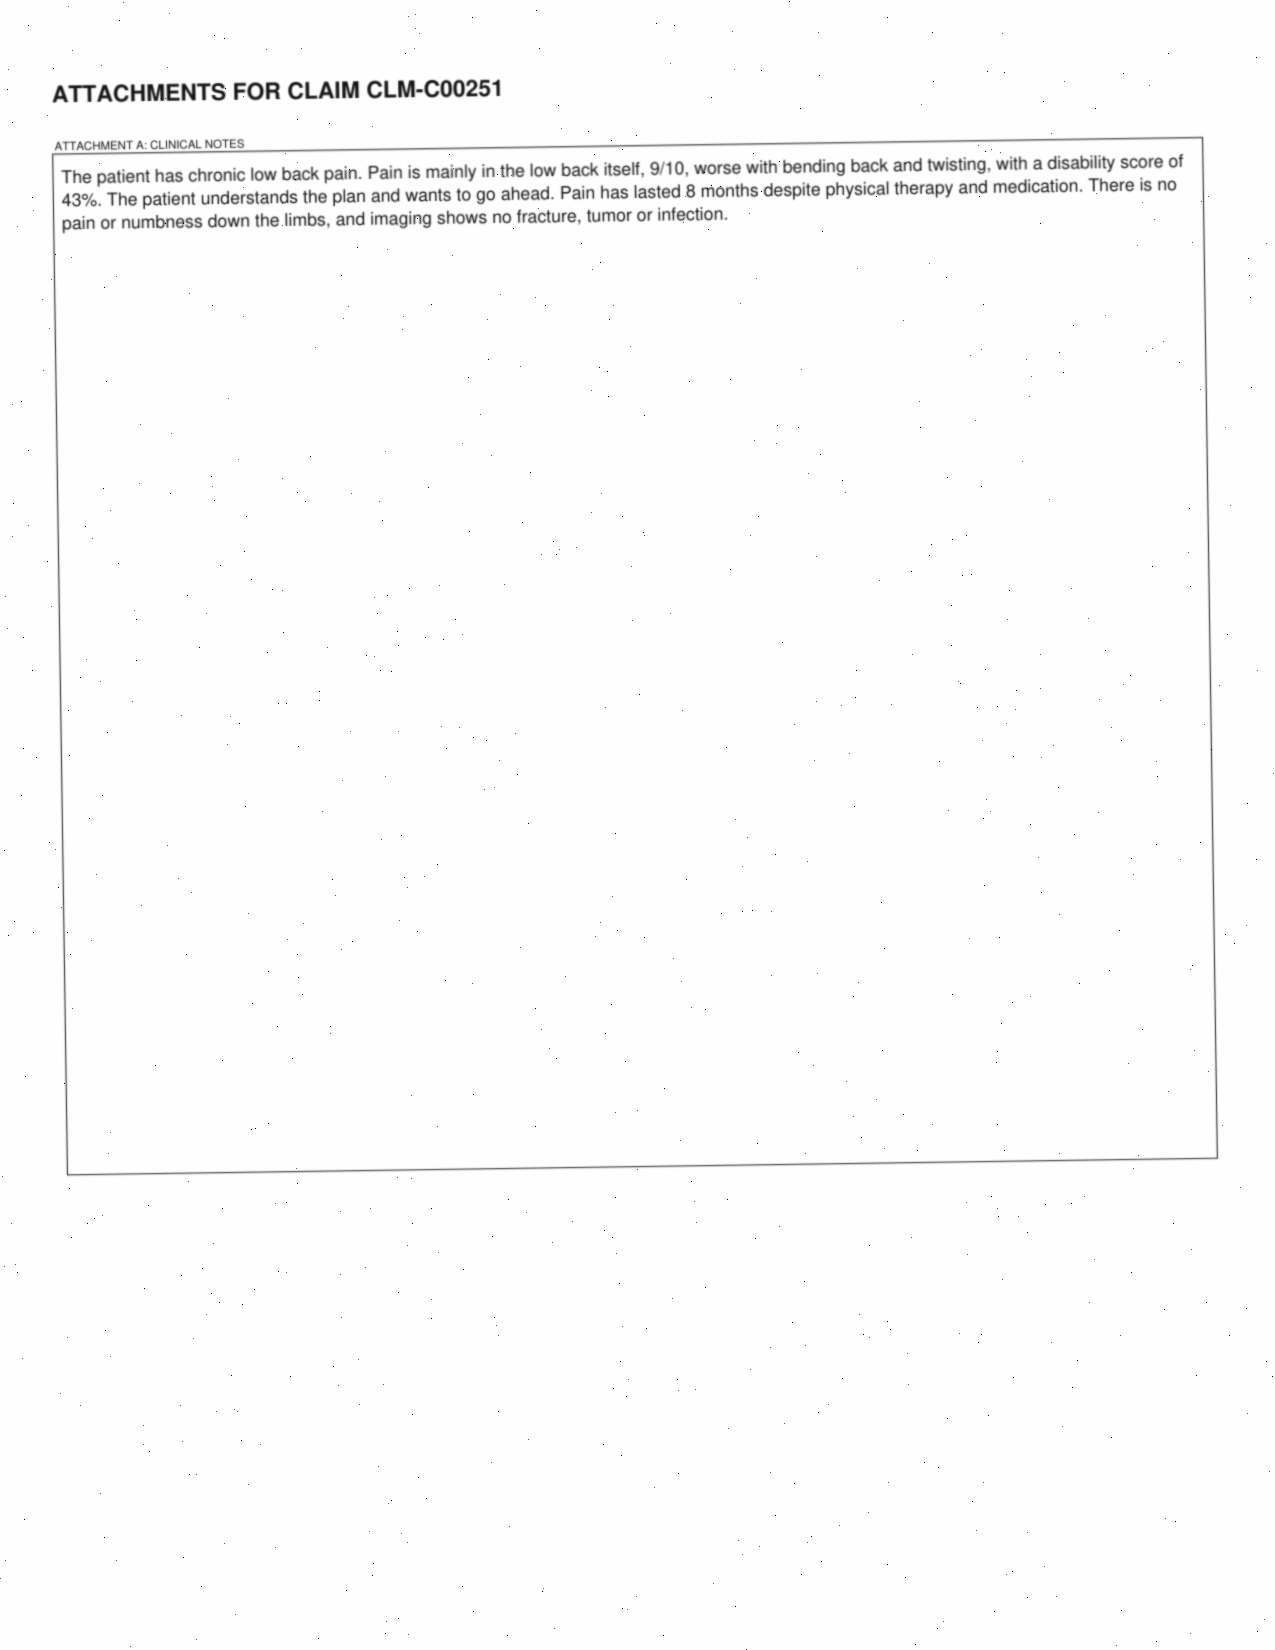 ATTACHMENTS FOR CLAIM CLM-C00251
ATTACHMENT A: CLINICAL NOTES
The patient has chronic low back pain. Pain is mainly in the low back itself, 9/10, worse with bending back and twisting, with a disability score of
43%. The patient understands the plan and wants to go ahead. Pain has lasted 8 months despite physical therapy and medication. There is no
pain or numbness down the limbs, and imaging shows no fracture, tumor or infection.